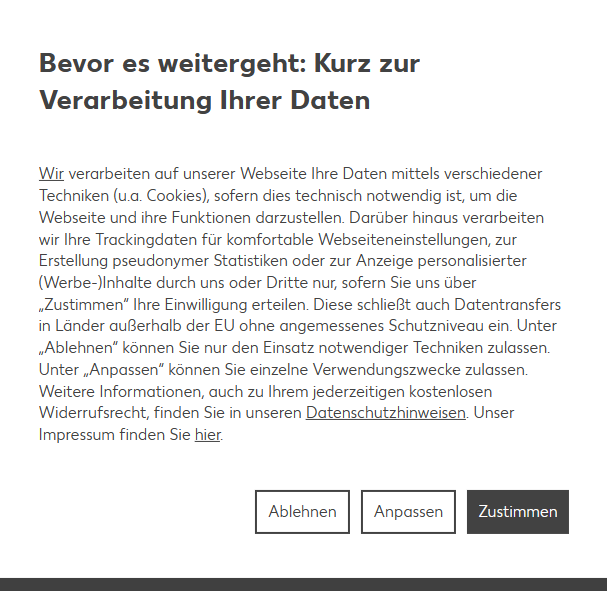 Bevor es weitergeht: Kurz zur
Verarbeitung Ihrer Daten
Wir verarbeiten auf unserer Webseite Ihre Daten mittels verschiedener
Techniken (u.a. Cookies), sofern dies technisch notwendig ist, um die
Webseite und ihre Funktionen darzustellen. Darüber hinaus verarbeiten
wir Ihre Trackingdaten für komfortable Webseiteneinstellungen, zur
Erstellung pseudonymer Statistiken oder zur Anzeige personalisierter
(Werbe-)Inhalte durch uns oder Dritte nur, sofern Sie uns über
„Zustimmen“ Ihre Einwilligung erteilen. Diese schließt auch Datentransfers
in Länder außerhalb der EU ohne angemessenes Schutzniveau ein. Unter
„Ablehnen“ können Sie nur den Einsatz notwendiger Techniken zulassen.
Unter „Anpassen“ können Sie einzelne Verwendungszwecke zulassen.
Weitere Informationen, auch zu Ihrem jederzeitigen kostenlosen
Widerrufsrecht, finden Sie in unseren Datenschutzhinweisen. Unser
Impressum finden Sie hier.
Ablehnen Anpassen Zustimmen